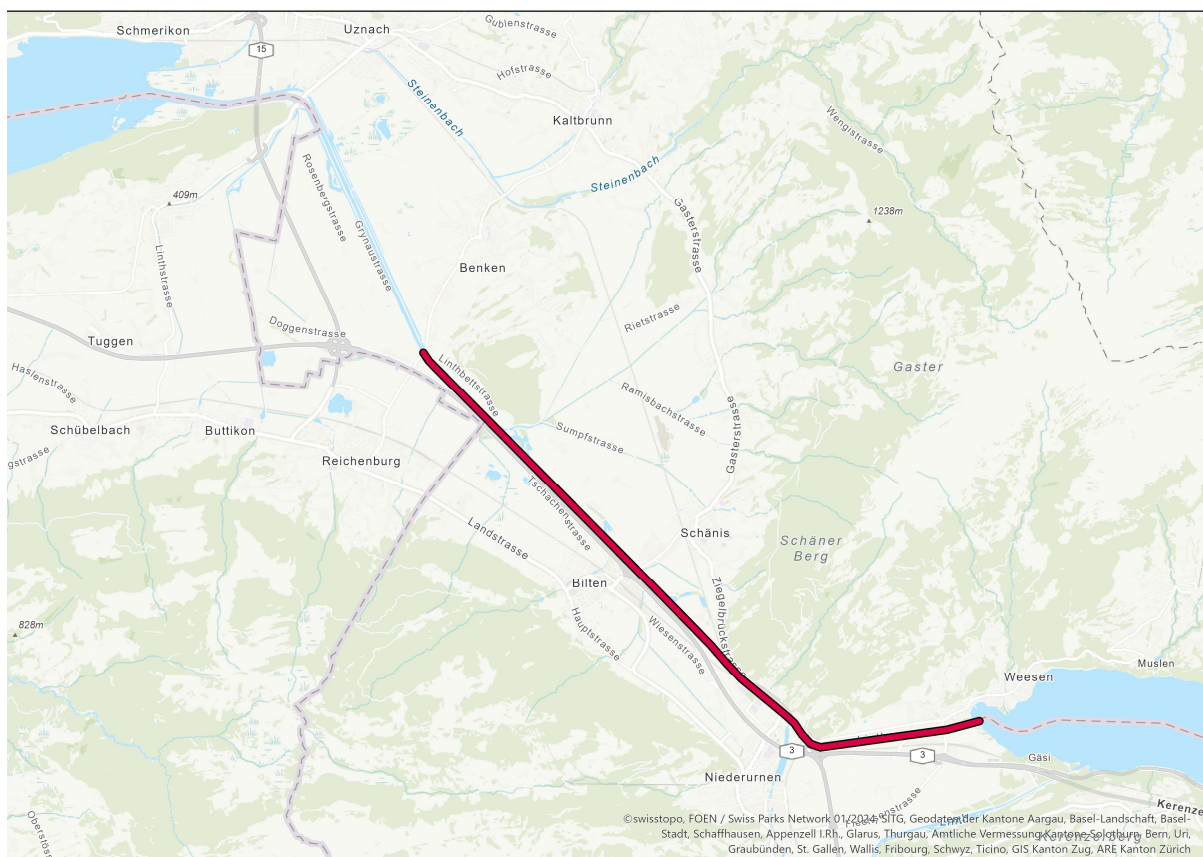 Schmerikon
Uznach
Gublenstrasse
15
Hofstrasse
Steinenbach
Kaltbrunn
Wenglstrasse
Steinenbach
409m
Rosenbergstrasse
Grynaustrasse
Gasterstrasse
1238m
Linthstrasse
Benken
Rietstrasse
Doggenstrasse
Tuggen
Linthbettstrasse
Gaster
Haslenstrasse
Ramisbachstrasse
Gasterstrasse
Schübelbach
Buttikon
Sumpfstrasse
Reichenburg
gstrasse
Tschachenstrasse
Landstrasse
Schänis
Schäner
Berg
Bilten
Ziegelbrückstrasse
Hauptstrasse
Wiesenstrasse
828m
Muslen
Weesen
3
3
Gäsi
Niederurnen
Kerenze
©swisstopo, FOEN / Swiss Parks Network 01/2024, SITG, Geodaten der Kantone Aargau, Basel-Landschaft, Basel-
Stadt, Schaffhausen, Appenzell I.Rh., Glarus, Thurgau, Amtliche Vermessung Kantone Solothurn, Bern, Uri,
Graubünden, St. Gallen, Wallis, Fribourg, Schwyz, Ticino, GIS Kanton Zug, ARE Kanton Zürich